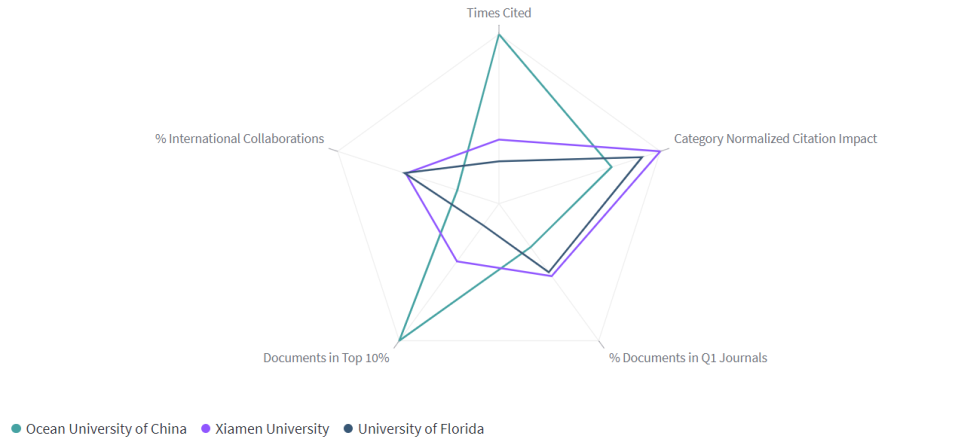 Times Cited
% International Collaborations
Category Normalized Citation Impact
Documents in Top 10%
% Documents in Q1 Journals
Ocean University of China
Xiamen University
University of Florida